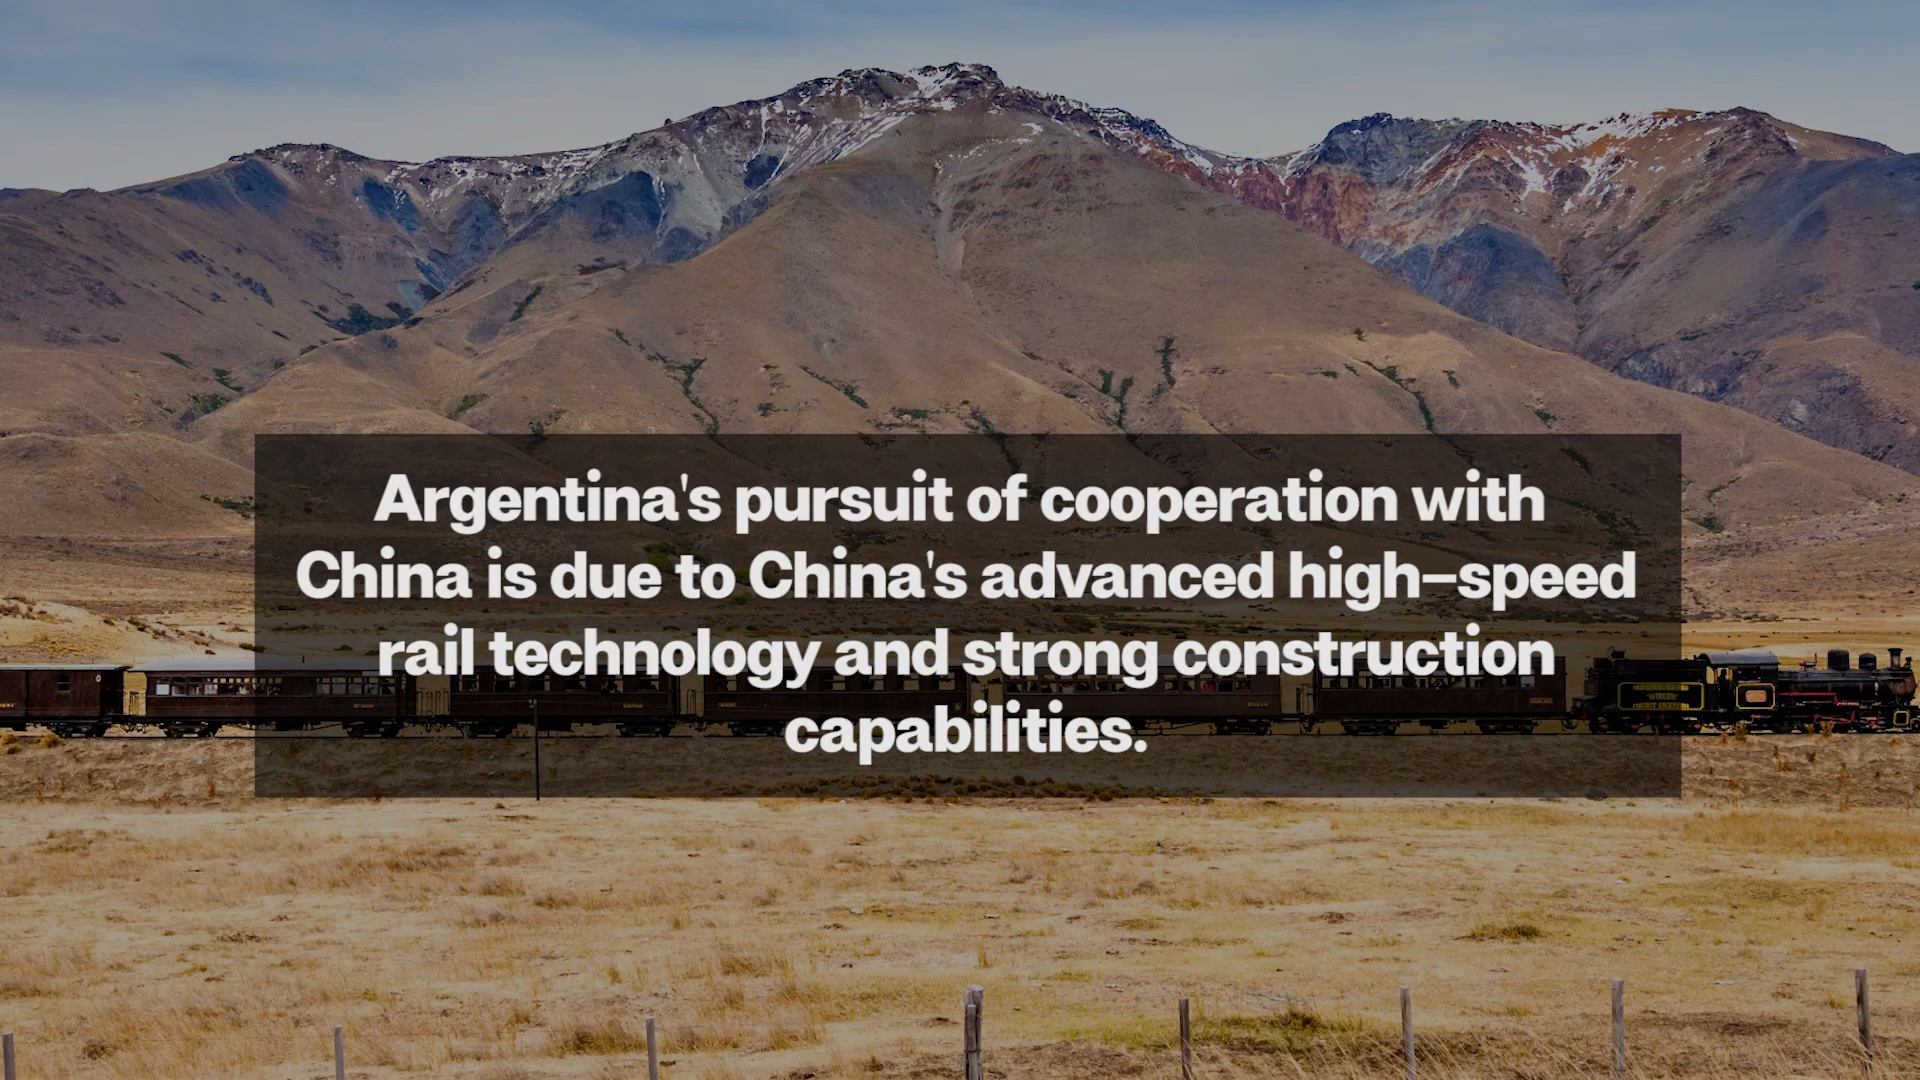 Argentina's pursuit of cooperation with
China is due to China's advanced high-speed
rail technology and strong construction
capabilities.